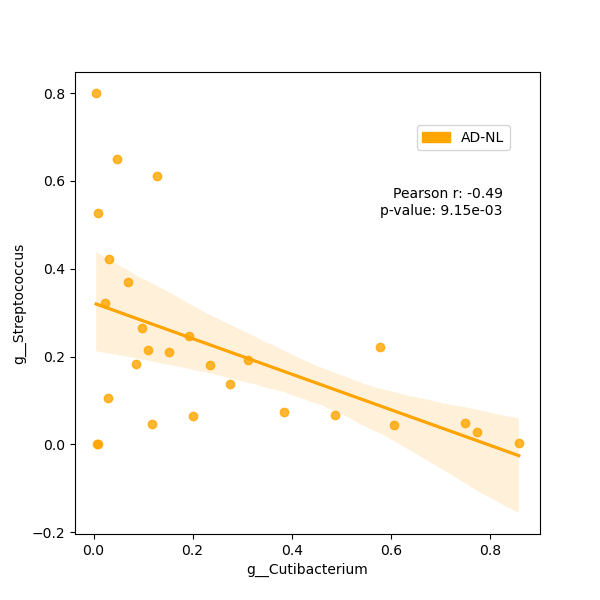 0.8
0.6
0.4
0.2
0.0
−0.2
g__Streptococcus
AD-NL
Pearson r: -0.49
p-value: 9.15e-03
0.0 0.2 0.4 0.6 0.8
g__Cutibacterium